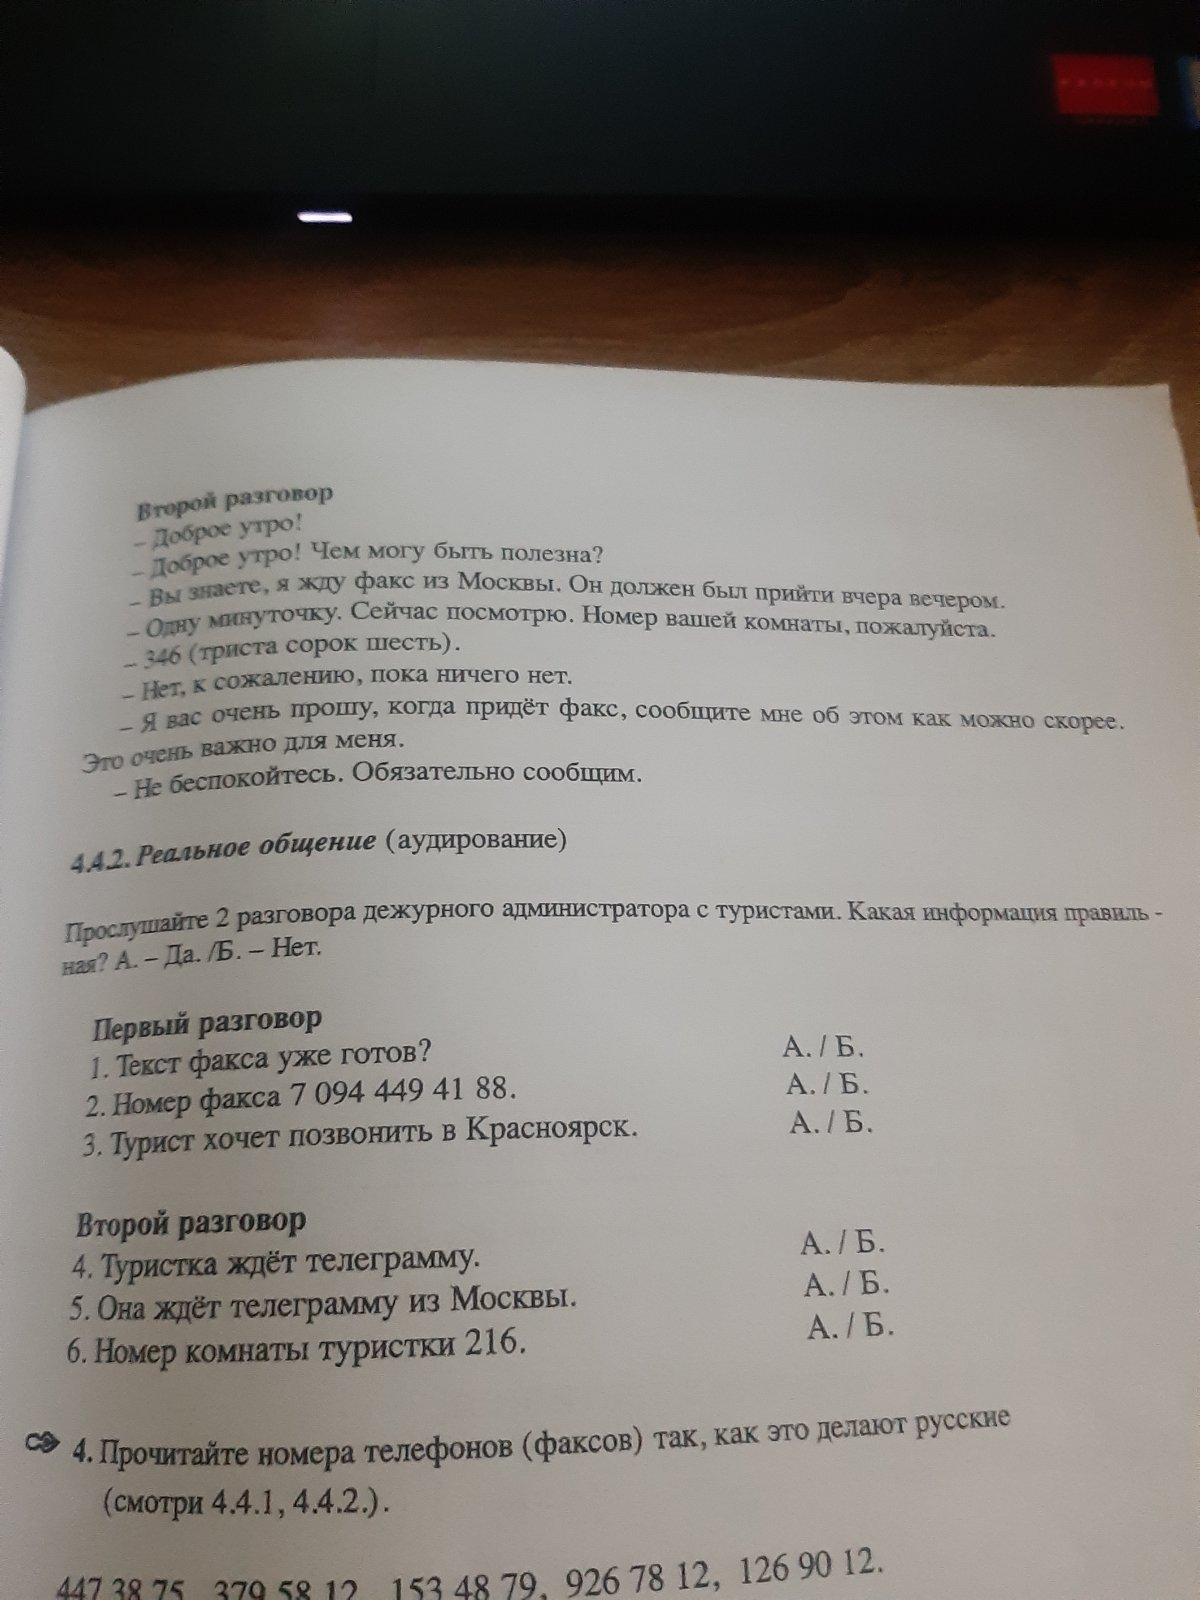 Второй разговор
– Доброе утро!
– Доброе утро! Чем могу быть полезна?
– Вы знаете, я жду факс из Москвы. Он должен был прийти вчера вечером.
– Одну минуточку. Сейчас посмотрю. Номер вашей комнаты, пожалуйста.
– 346 (триста сорок шесть).
– Нет, к сожалению, пока ничего нет.
– Я вас очень прошу, когда придёт факс, сообщите мне об этом как можно скорее.
Это очень важно для меня.
– Не беспокойтесь. Обязательно сообщим.
4.4.2. Реальное общение (аудирование)
Прослушайте 2 разговора дежурного администратора с туристами. Какая информация правиль -
ная? А. – Да. /Б. – Нет.
Первый разговор
1. Текст факса уже готов? А. / Б.
2. Номер факса 7 094 449 41 88. А. / Б.
3. Турист хочет позвонить в Красноярск. А. / Б.
Второй разговор
4. Туристка ждёт телеграмму. А. / Б.
5. Она ждёт телеграмму из Москвы. А. / Б.
6. Номер комнаты туристки 216. А. / Б.
4. Прочитайте номера телефонов (факсов) так, как это делают русские
(смотри 4.4.1, 4.4.2.).
447 38 75, 379 58 12, 153 48 79, 926 78 12, 126 90 12.